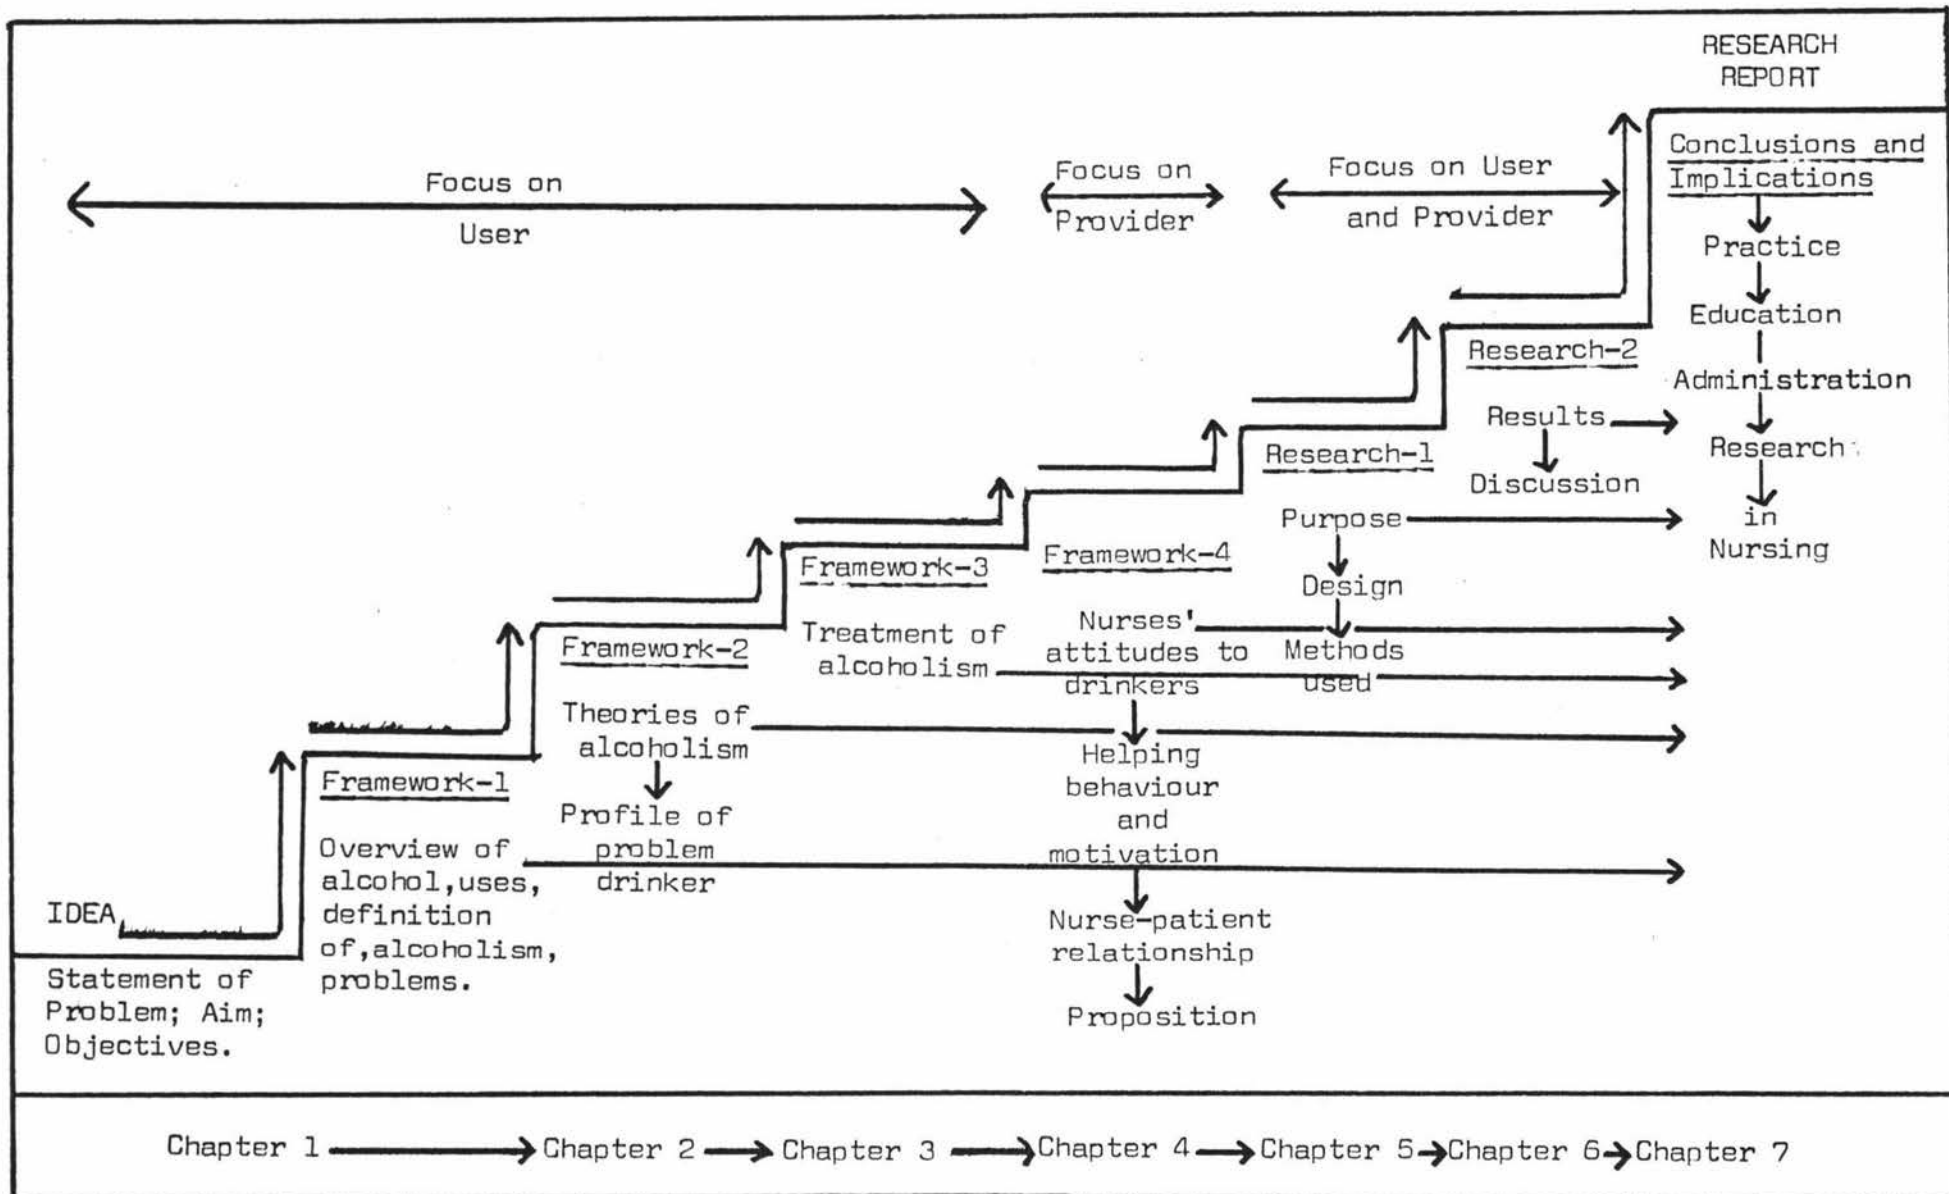 RESEARCH
REPORT
Conclusions and
Implications
Practice
Education
Administration
Research
in
Nursing
Focus on
User
Focus on
Provider
Focus on User
and Provider
Research-2
Results
Discussion
Research-1
Purpose
Design
Methods
used
Framework-4
Nurses'
attitudes to
drinkers
Helping
behaviour
and
motivation
Nurse-patient
relationship
Proposition
Framework-3
Treatment of
alcoholism
Framework-2
Theories of
alcoholism
Profile of
problem
drinker
Framework-1
Overview of
alcohol,uses,
definition
of,alcoholism,
problems.
IDEA
Statement of
Problem; Aim;
Objectives.
Chapter 1 Chapter 2 Chapter 3 Chapter 4 Chapter 5 Chapter 6 Chapter 7